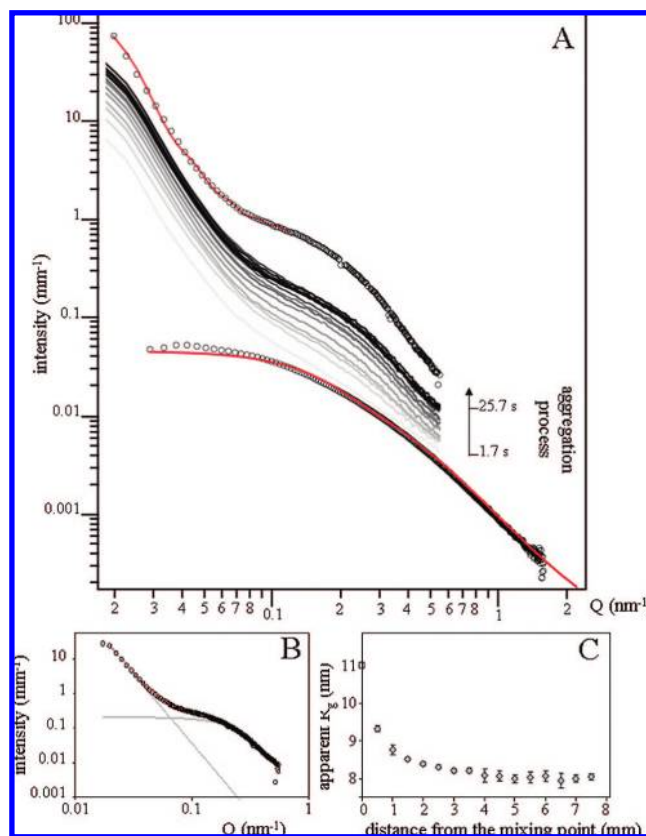 A
100
10
1
0.1
0.01
0.001
intensity (mm-1)
25.7 s
1.7 s
aggregation
process
2 3 4 5 6 7 8 0.1 2 3 4 5 6 7 8 1 2 Q (nm-1)
B
intensity (mm-1)
10
1
0.1
0.01
0.001
0.01 0.1 1
Q (nm-1)
C
apparent Rg (nm)
11
10
9
8
0 1 2 3 4 5 6 7 8
distance from the mixing point (mm)